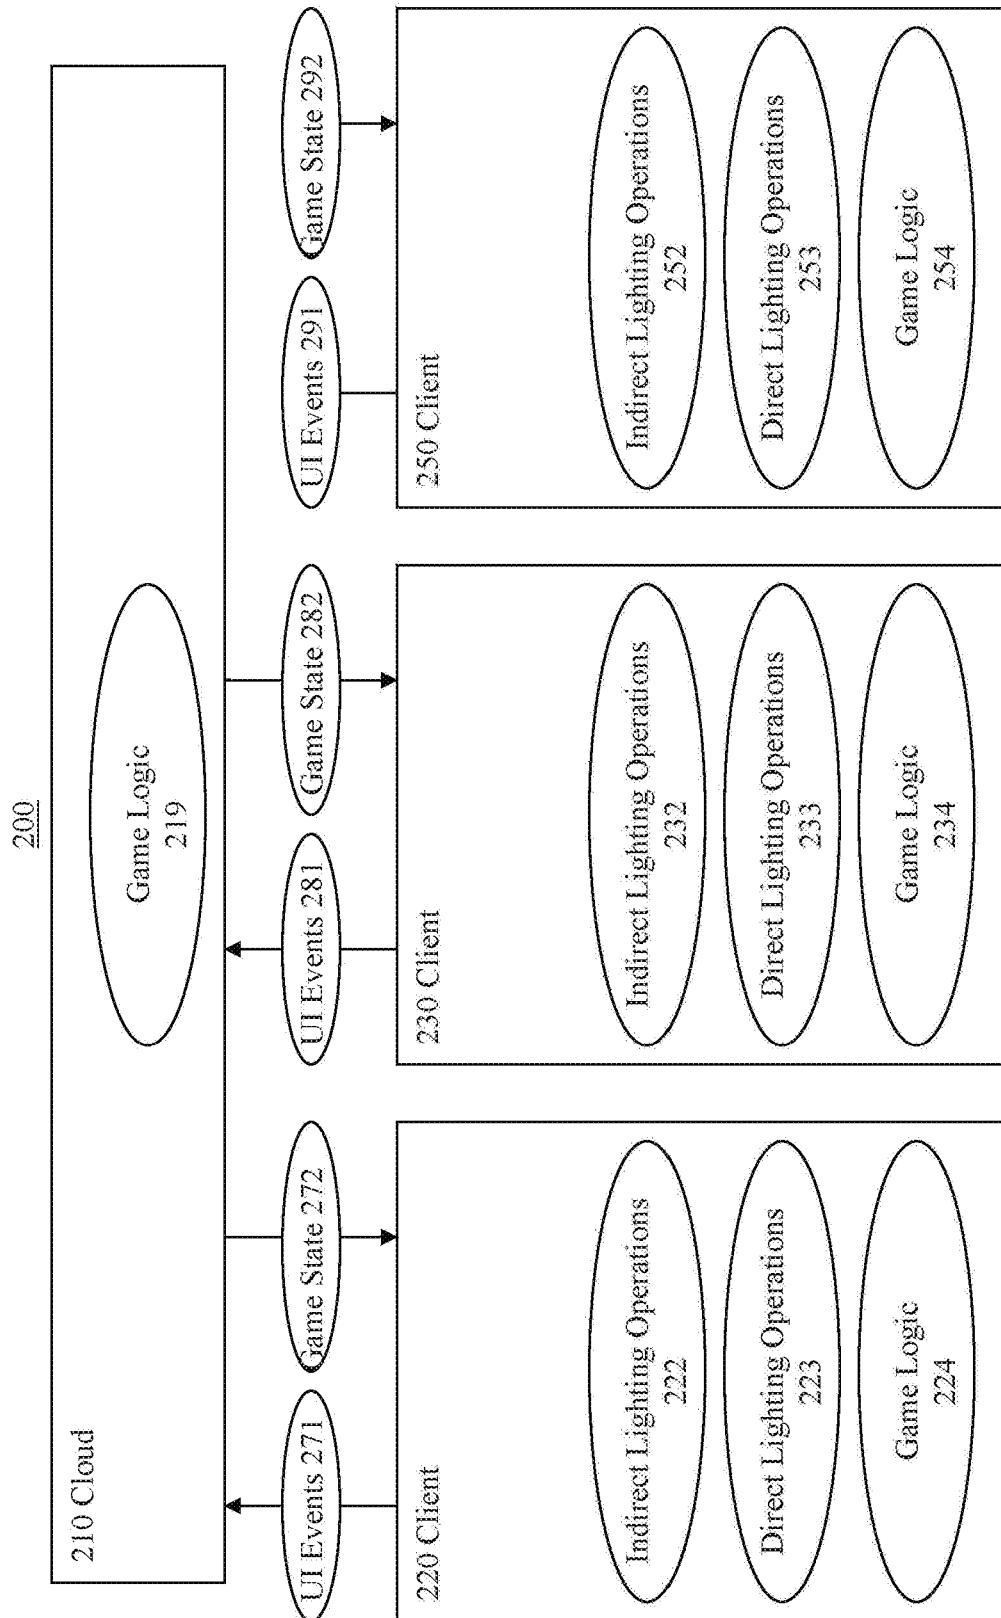 200
210 Cloud
Game Logic
219
UI Events 271
Game State 272
UI Events 281
Game State 282
UI Events 291
Game State 292
220 Client
Indirect Lighting Operations
222
Direct Lighting Operations
223
Game Logic
224
230 Client
Indirect Lighting Operations
232
Direct Lighting Operations
233
Game Logic
234
250 Client
Indirect Lighting Operations
252
Direct Lighting Operations
253
Game Logic
254